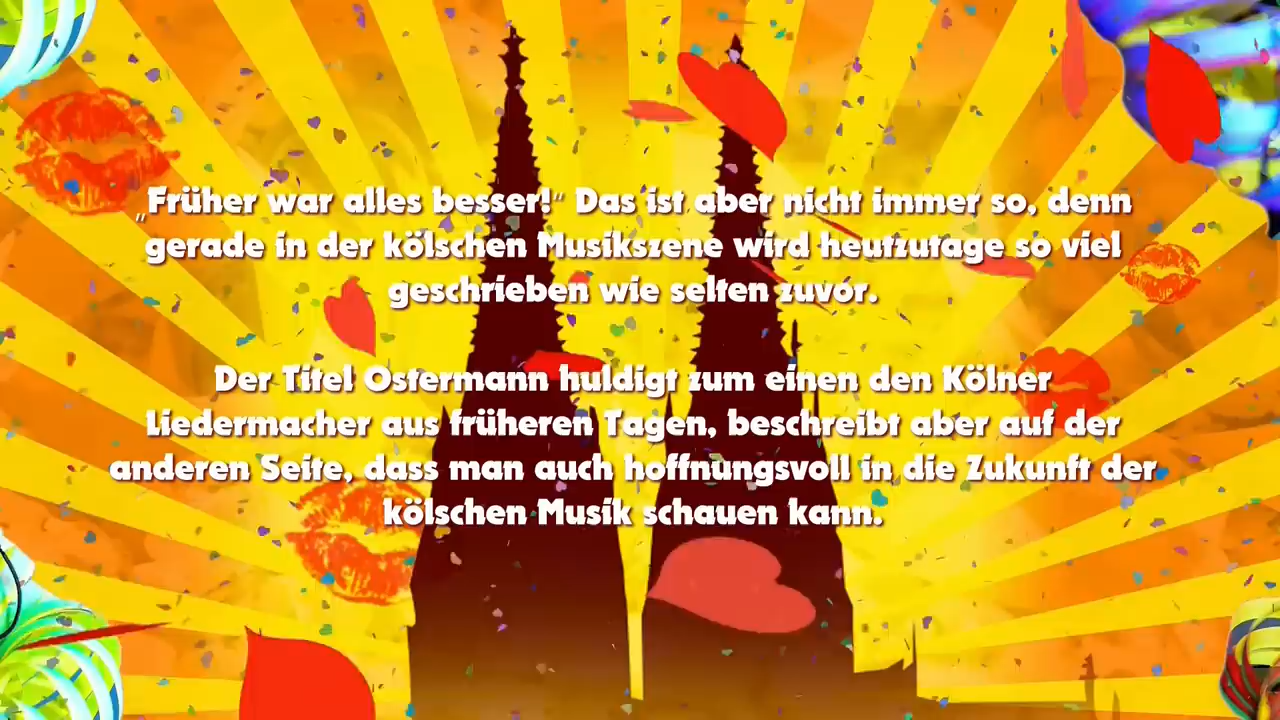 „Früher war alles besser!“ Das ist aber nicht immer so, denn
gerade in der kölschen Musikszene wird heutzutage so viel
geschrieben wie selten zuvor.
Der Titel Ostermann huldigt zum einen den Kölner
Liedermacher aus früheren Tagen, beschreibt aber auf der
anderen Seite, dass man auch hoffnungsvoll in die Zukunft der
kölschen Musik schauen kann.